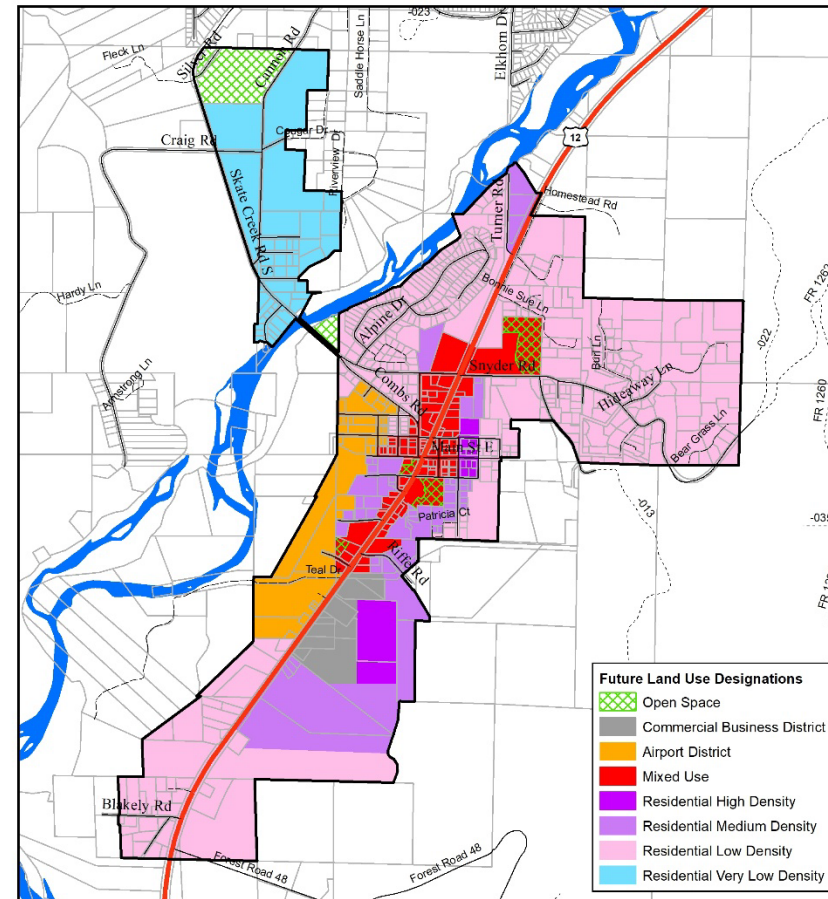 -023
Fleck Ln
Silver Rd
Cannon Rd
Saddle Horse Ln
Elkhorn Dr
12
Craig Rd
Cougar Dr
Riverview Dr
Skate Creek Rd S
Turner Rd
Homestead Rd
Hardy Ln
Bonnie Sue Ln
FR 1262
Alpine Dr
-022
Burl Ln
Snyder Rd
Armstrong Ln
Combs Rd
Hideaway Ln
FR 1260
Bear Grass Ln
Main St E
-013
Patricia Ct
Riffe Rd
Teal Dr
Blakely Rd
Forest Road 48
Forest Road 48
Future Land Use Designations
Open Space
Commercial Business District
Airport District
Mixed Use
Residential High Density
Residential Medium Density
Residential Low Density
Residential Very Low Density